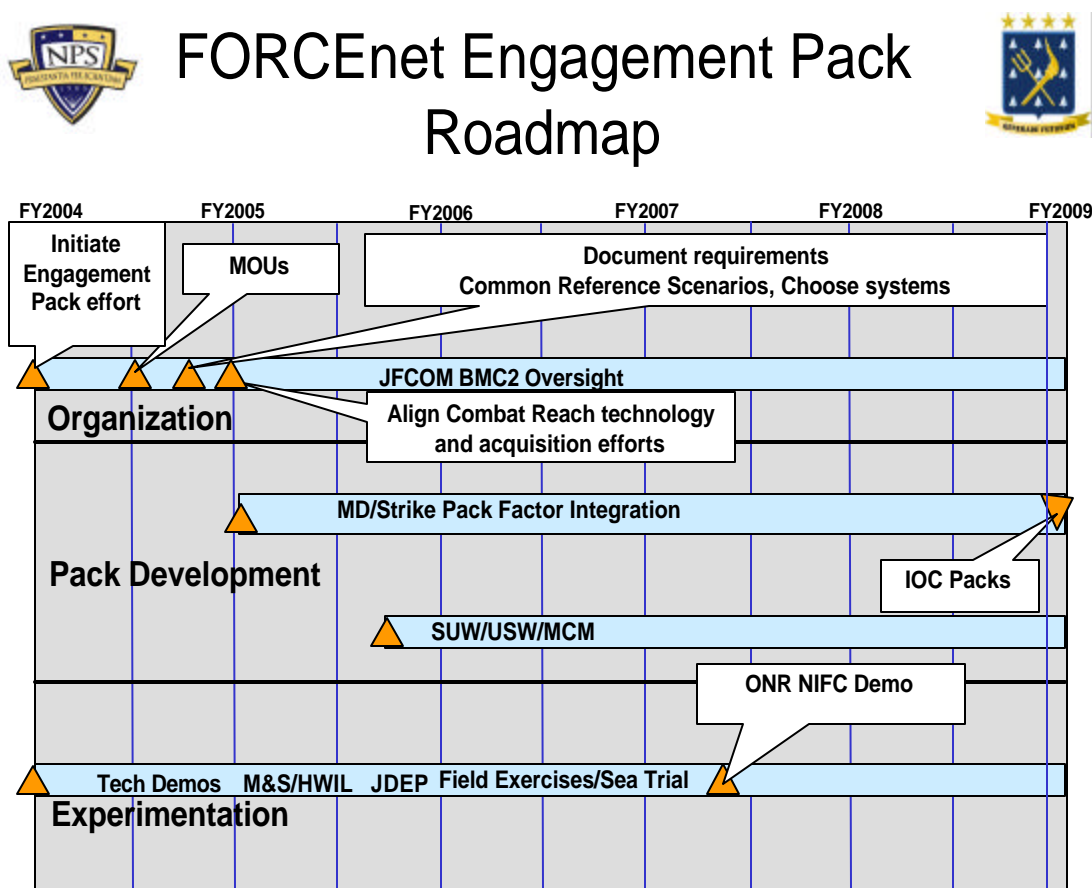 NPS
FORCEnet Engagement Pack
Roadmap
FY2004 FY2005 FY2006 FY2007 FY2008 FY2009
Initiate
Engagement
Pack effort
MOUs
Document requirements
Common Reference Scenarios, Choose systems
JFCOM BMC2 Oversight
Organization
Align Combat Reach technology
and acquisition efforts
MD/Strike Pack Factor Integration
Pack Development
IOC Packs
SUW/USW/MCM
ONR NIFC Demo
Tech Demos M&S/HWIL JDEP Field Exercises/Sea Trial
Experimentation